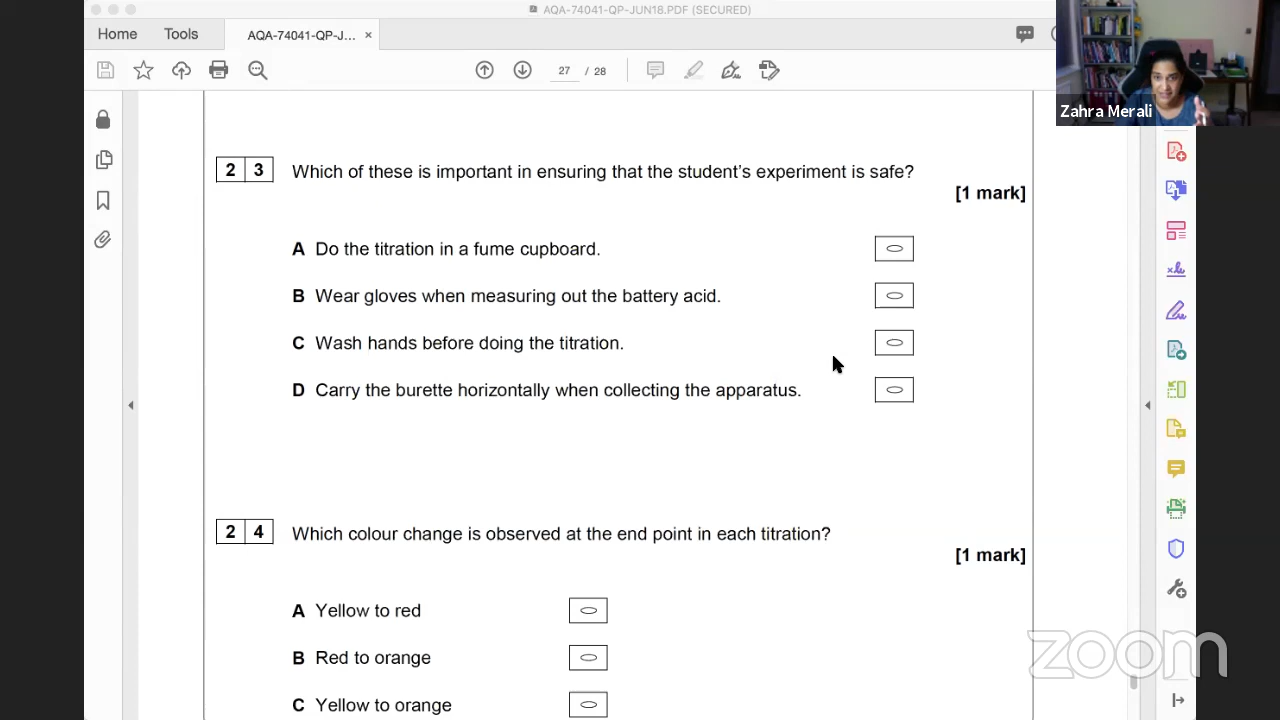 AQA-74041-QP-JUN18.PDF (SECURED)
Home
Tools
AQA-74041-QP-J... ×
27 / 28
Zahra Merali
2 3 Which of these is important in ensuring that the student's experiment is safe?
[1 mark]
A Do the titration in a fume cupboard.
B Wear gloves when measuring out the battery acid.
C Wash hands before doing the titration.
D Carry the burette horizontally when collecting the apparatus.
2 4 Which colour change is observed at the end point in each titration?
[1 mark]
A Yellow to red
B Red to orange
C Yellow to orange
zoom